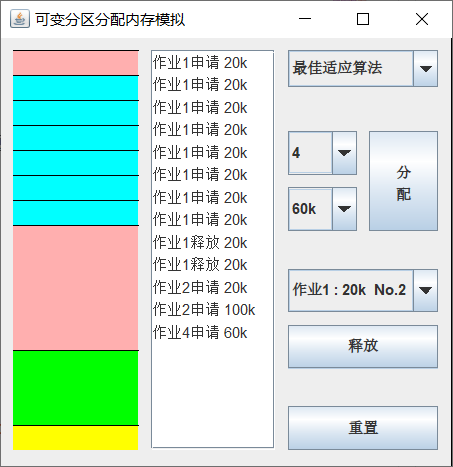 可变分区分配内存模拟
作业1申请 20k
作业1申请 20k
作业1申请 20k
作业1申请 20k
作业1申请 20k
作业1申请 20k
作业1申请 20k
作业1申请 20k
作业1释放 20k
作业1释放 20k
作业2申请 20k
作业2申请 100k
作业4申请 60k
最佳适应算法
4
60k
分
配
作业1 : 20k No.2
释放
重置